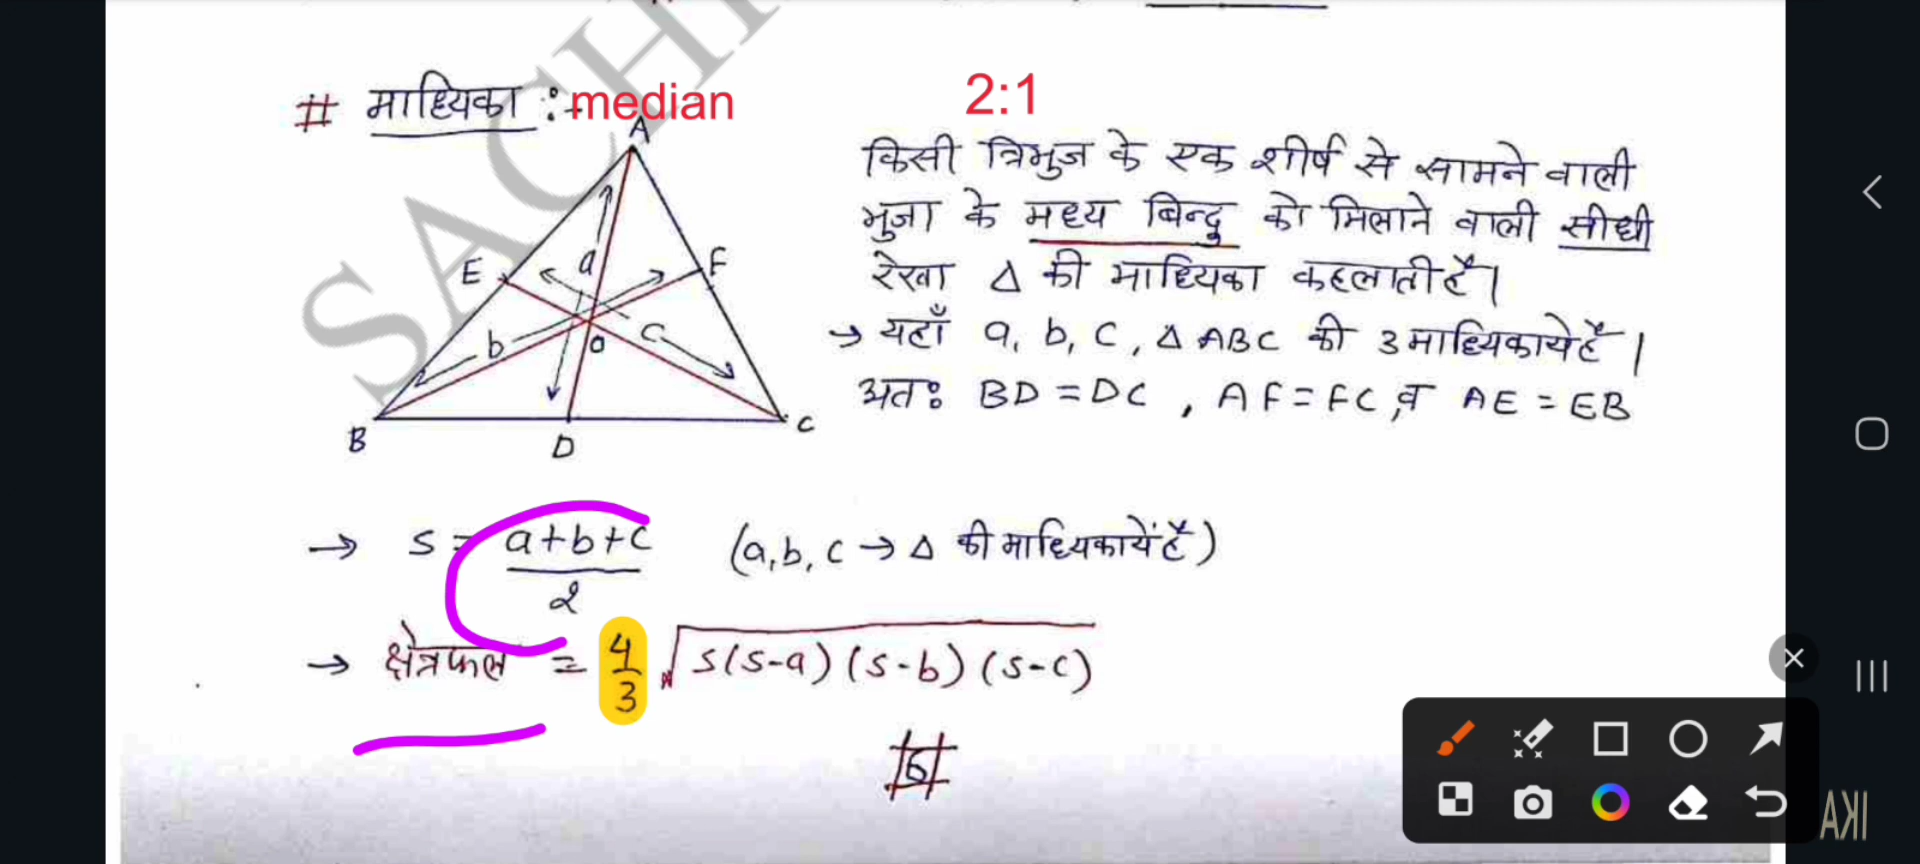 # माध्यिका :- median
2:1
A
E
F
a
b
c
o
B
D
C
किसी त्रिभुज के एक शीर्ष से सामने वाली
भुजा के मध्य बिन्दु को मिलाने वाली सीधी
रेखा Δ की माध्यिका कहलाती है।
→ यहाँ a, b, c, Δ ABC की 3 माध्यिकाये है।
अतः BD = DC , AF = FC, व AE = EB
→ s = a+b+c / 2 (a, b, c → Δ की माध्यिकायें है)
→ क्षेत्रफल = 4/3 √s(s-a)(s-b)(s-c)
6
SACH